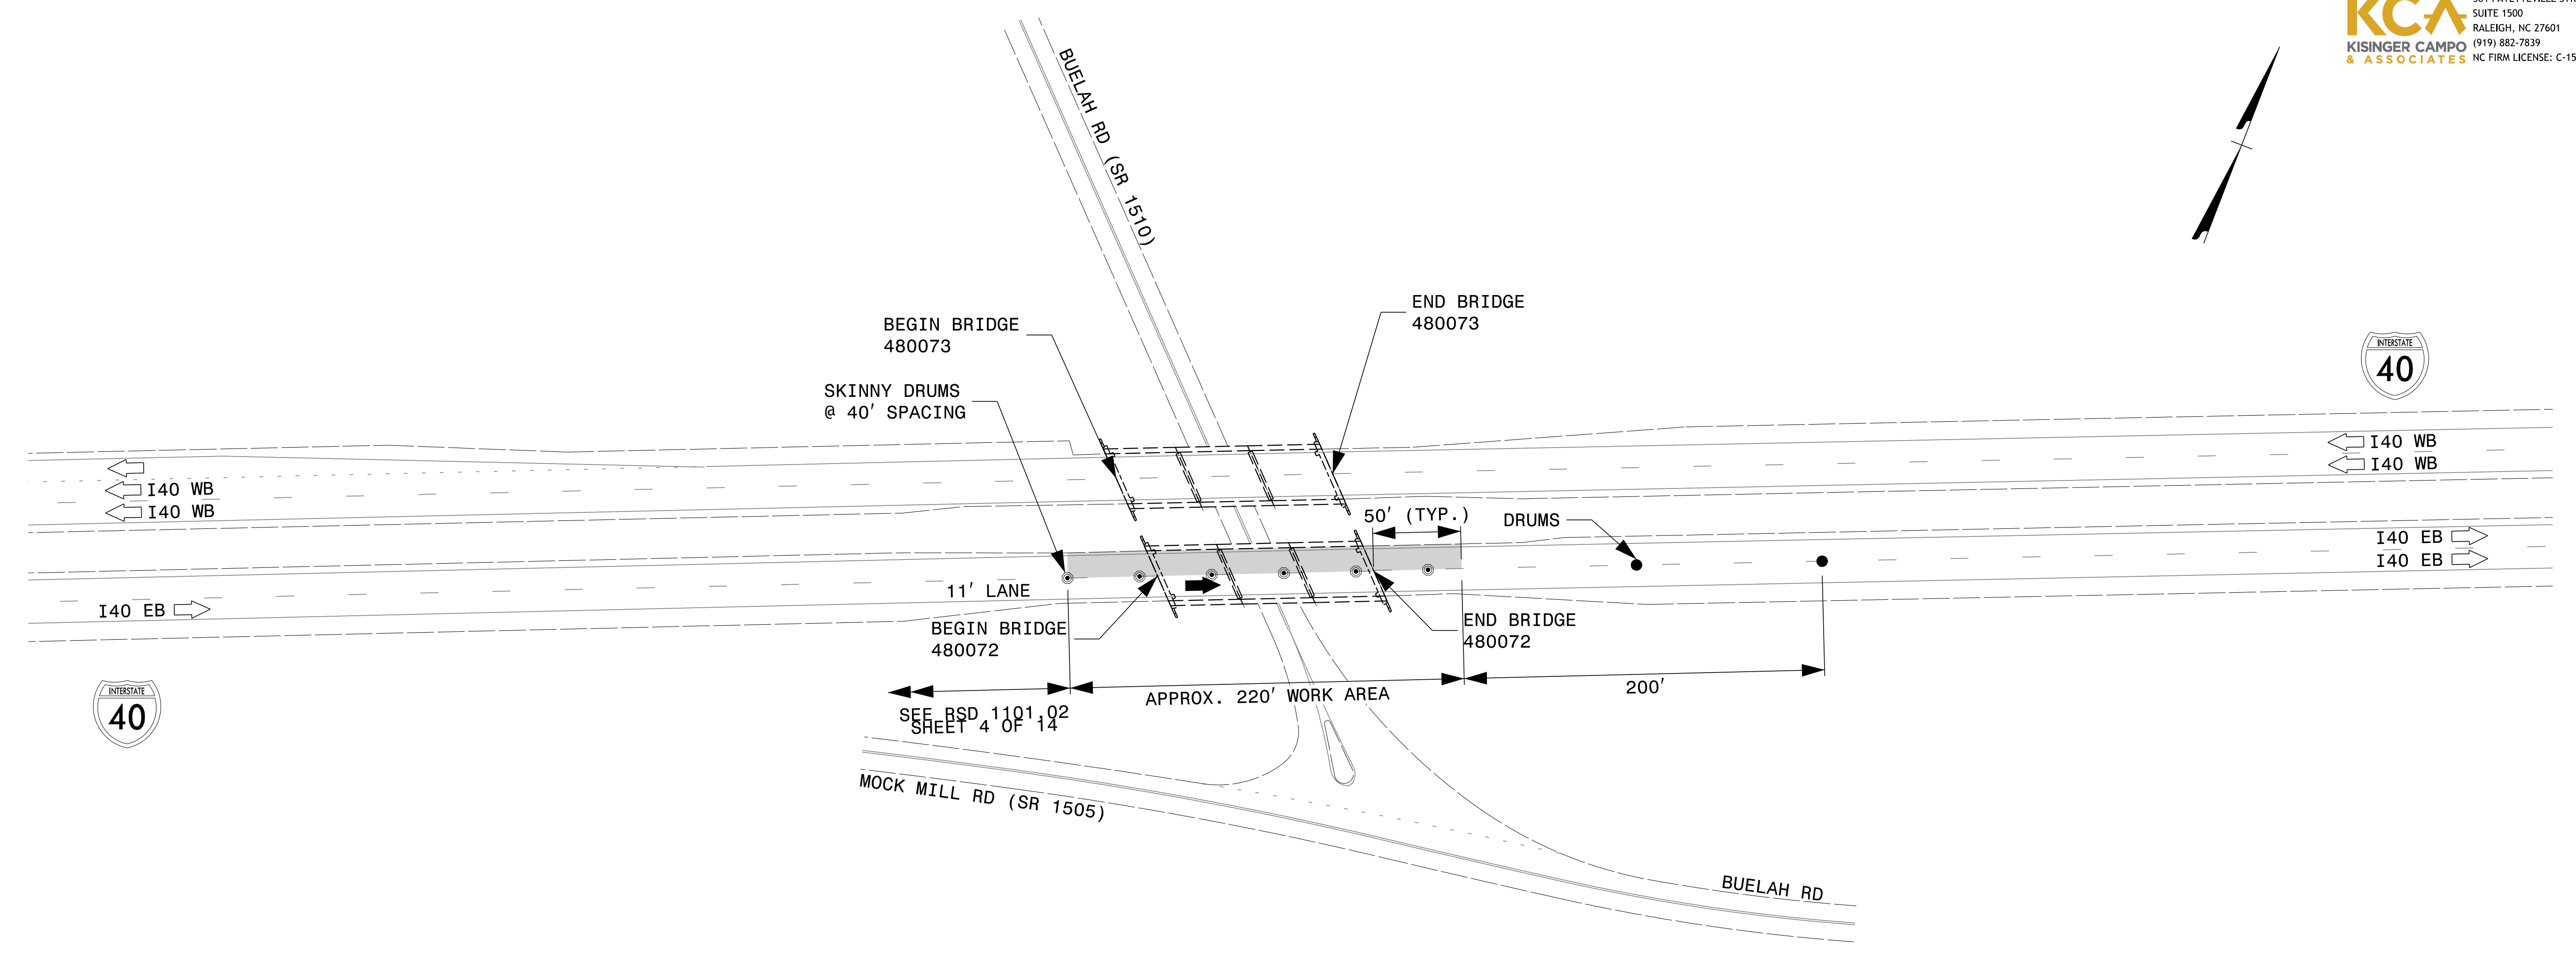 KCA
KISINGER CAMPO
& ASSOCIATES
SUITE 1500
RALEIGH, NC 27601
(919) 882-7839
NC FIRM LICENSE: C-15
BUELAH RD (SR 1510)
BEGIN BRIDGE
480073
END BRIDGE
480073
SKINNY DRUMS
@ 40' SPACING
INTERSTATE
40
I40 WB
I40 WB
I40 WB
I40 WB
50' (TYP.)
DRUMS
I40 EB
I40 EB
11' LANE
I40 EB
BEGIN BRIDGE
480072
END BRIDGE
480072
INTERSTATE
40
APPROX. 220' WORK AREA
200'
SEE RSD 1101.02
SHEET 4 OF 14
MOCK MILL RD (SR 1505)
BUELAH RD